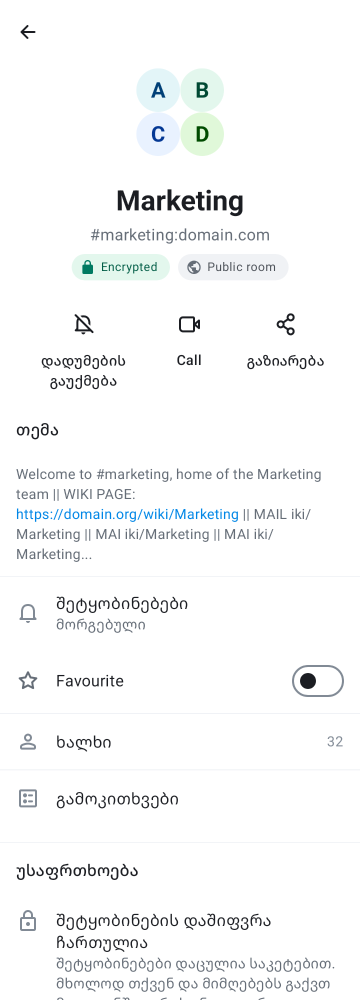 A
B
C
D
Marketing
#marketing:domain.com
Encrypted
Public room
დადუმების
გაუქმება
Call
გაზიარება
თემა
Welcome to #marketing, home of the Marketing
team || WIKI PAGE:
https://domain.org/wiki/Marketing || MAIL iki/
Marketing || MAI iki/Marketing || MAI iki/
Marketing...
შეტყობინებები
მორგებული
Favourite
ხალხი
32
გამოკითხვები
უსაფრთხოება
შეტყობინების დაშიფვრა
ჩართულია
შეტყობინებები დაცულია საკეტებით.
მხოლოდ თქვენ და მიმღებებს გაქვთ